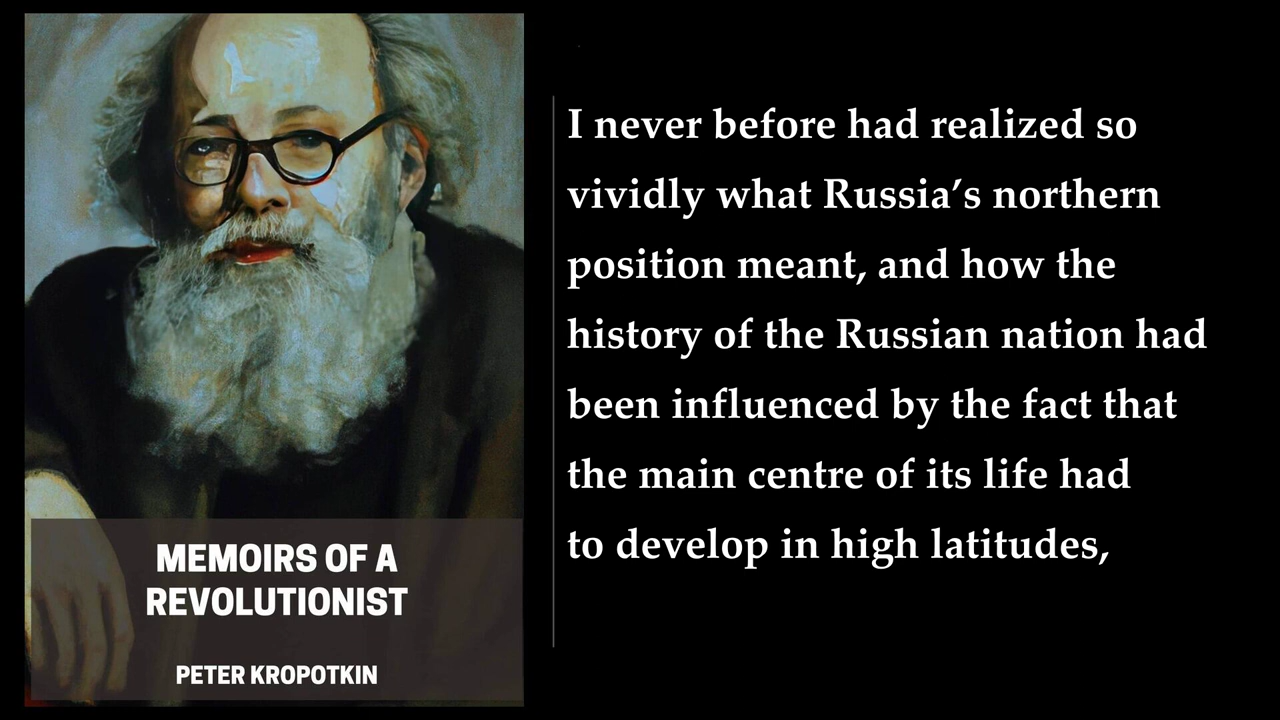 MEMOIRS OF A
REVOLUTIONIST
PETER KROPOTKIN
I never before had realized so
vividly what Russia’s northern
position meant, and how the
history of the Russian nation had
been influenced by the fact that
the main centre of its life had
to develop in high latitudes,